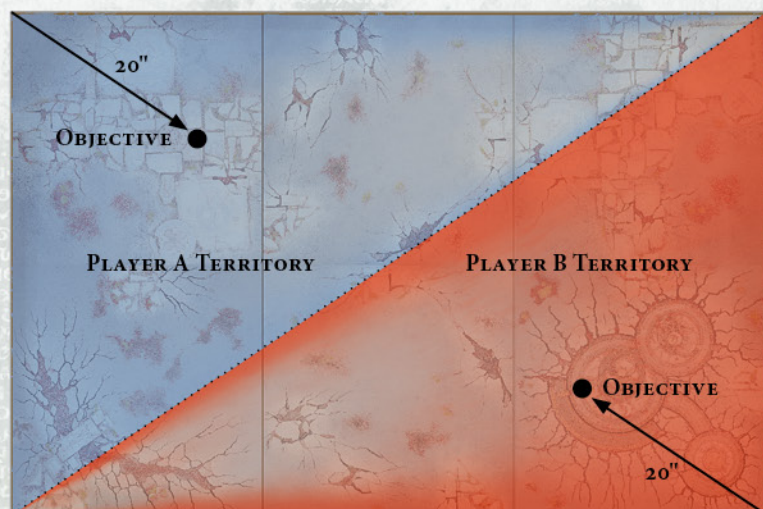 20"
Objective
Player A Territory
Player B Territory
Objective
20"